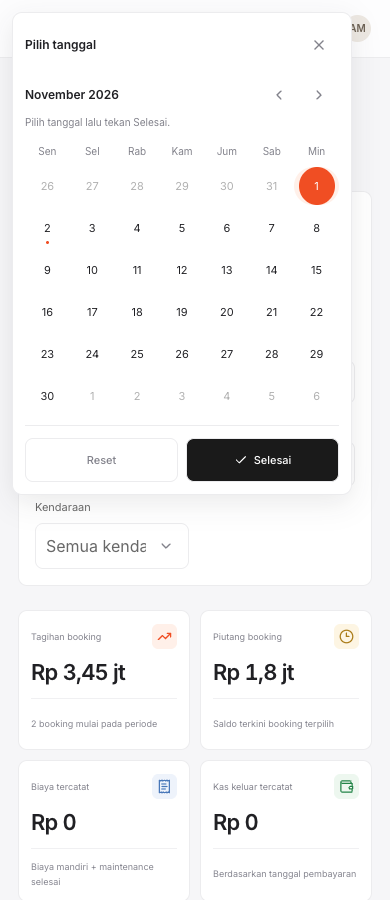 Pilih tanggal
AM
November 2026
Pilih tanggal lalu tekan Selesai.
Sen Sel Rab Kam Jum Sab Min
26 27 28 29 30 31 1
2 3 4 5 6 7 8
9 10 11 12 13 14 15
16 17 18 19 20 21 22
23 24 25 26 27 28 29
30 1 2 3 4 5 6
Reset
Selesai
Kendaraan
Semua kenda
Tagihan booking
Rp 3,45 jt
2 booking mulai pada periode
Piutang booking
Rp 1,8 jt
Saldo terkini booking terpilih
Biaya tercatat
Rp 0
Biaya mandiri + maintenance
selesai
Kas keluar tercatat
Rp 0
Berdasarkan tanggal pembayaran